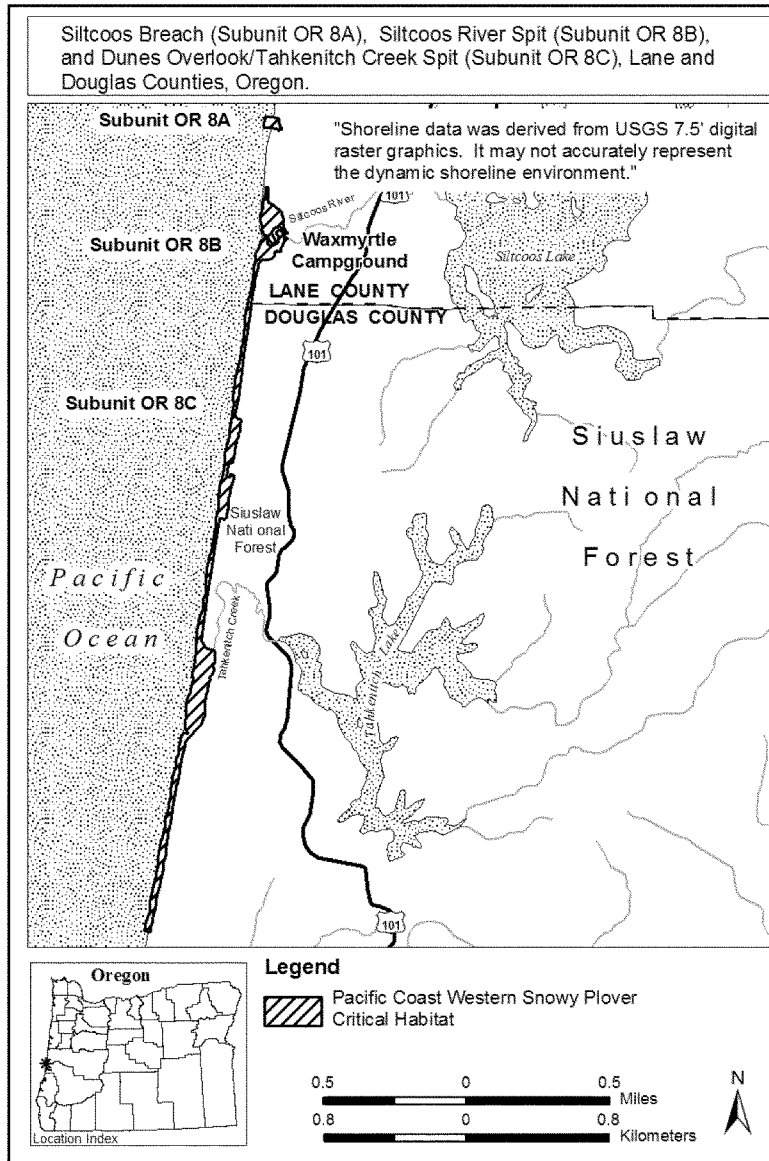 Siltcoos Breach (Subunit OR 8A), Siltcoos River Spit (Subunit OR 8B),
and Dunes Overlook/Tahkenitch Creek Spit (Subunit OR 8C), Lane and
Douglas Counties, Oregon.
Subunit OR 8A
"Shoreline data was derived from USGS 7.5' digital
raster graphics. It may not accurately represent
the dynamic shoreline environment."
101
Siltcoos River
Subunit OR 8B
Waxmyrtle
Campground
Siltcoos Lake
LANE COUNTY
DOUGLAS COUNTY
101
Subunit OR 8C
Siuslaw
National
Forest
Siuslaw
National
Forest
Pacific
Ocean
Tahkenitch Creek
Tahkenitch Lake
101
Oregon
Location Index
Legend
Pacific Coast Western Snowy Plover
Critical Habitat
0.5 0 0.5
Miles
0.8 0 0.8
Kilometers
N